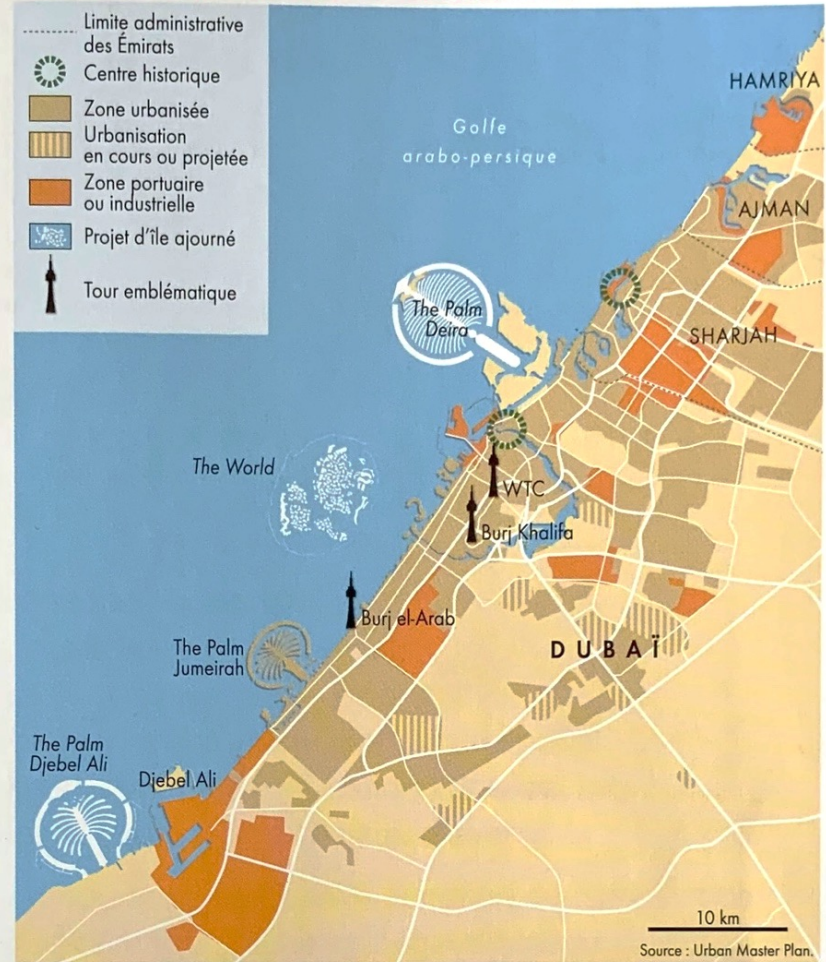 Limite administrative
des Émirats
Centre historique
Zone urbanisée
Urbanisation
en cours ou projetée
Zone portuaire
ou industrielle
Projet d'île ajourné
Tour emblématique
Golfe
arabo-persique
HAMRIYA
AJMAN
The Palm
Deira
SHARJAH
The World
WTC
Burj Khalifa
Burj el-Arab
The Palm
Jumeirah
DUBAÏ
The Palm
Djebel Ali
Djebel Ali
10 km
Source : Urban Master Plan.